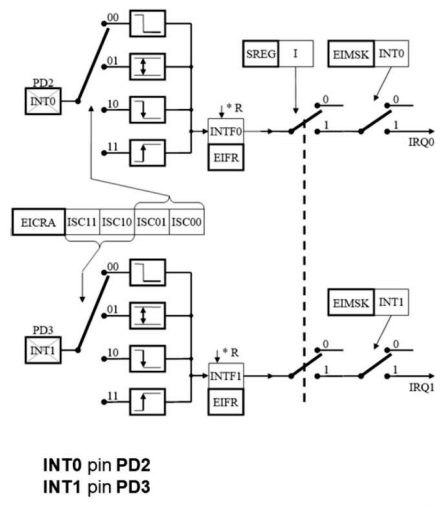 00
01
10
11
PD2
INT0
SREG I
EIMSK INT0
0
1
0
1
* R
INTF0
EIFR
IRQ0
EICRA ISC11 ISC10 ISC01 ISC00
00
01
10
11
PD3
INT1
EIMSK INT1
0
1
0
1
* R
INTF1
EIFR
IRQ1
INT0 pin PD2
INT1 pin PD3